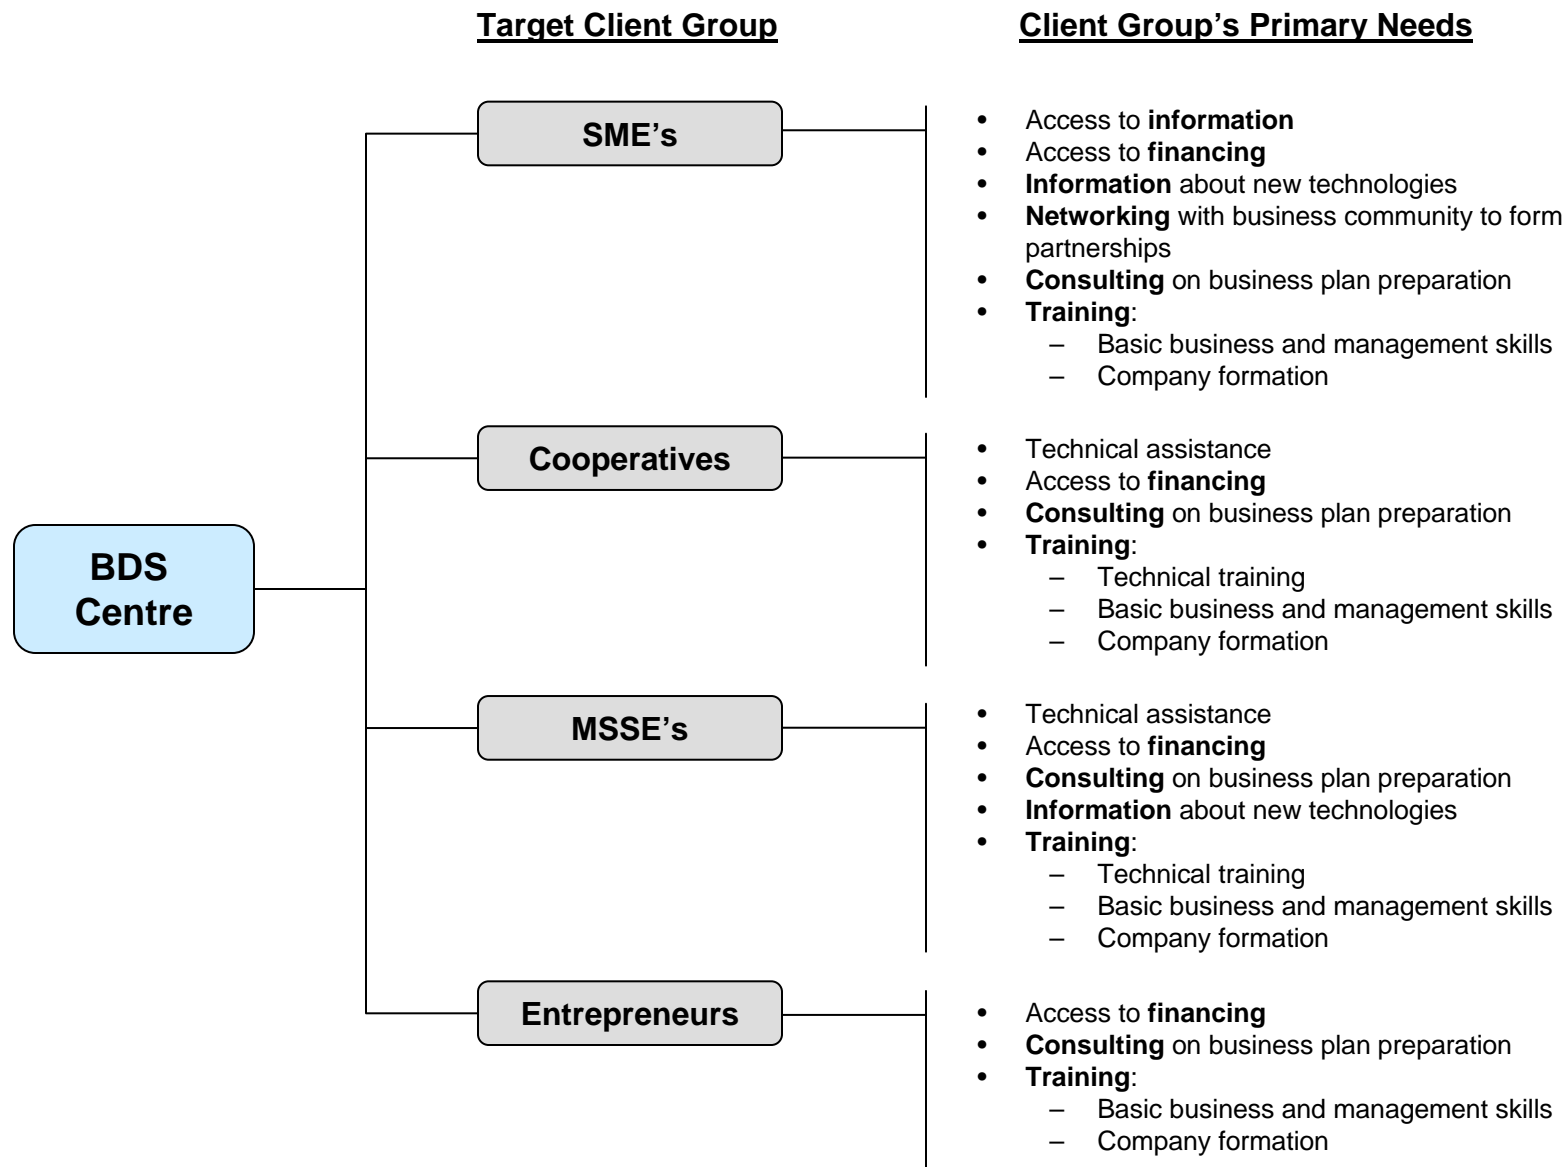 Target Client Group
Client Group’s Primary Needs
BDS
Centre
SME’s
• Access to information
• Access to financing
• Information about new technologies
• Networking with business community to form
partnerships
• Consulting on business plan preparation
• Training:
– Basic business and management skills
– Company formation
Cooperatives
• Technical assistance
• Access to financing
• Consulting on business plan preparation
• Training:
– Technical training
– Basic business and management skills
– Company formation
MSSE’s
• Technical assistance
• Access to financing
• Consulting on business plan preparation
• Information about new technologies
• Training:
– Technical training
– Basic business and management skills
– Company formation
Entrepreneurs
• Access to financing
• Consulting on business plan preparation
• Training:
– Basic business and management skills
– Company formation